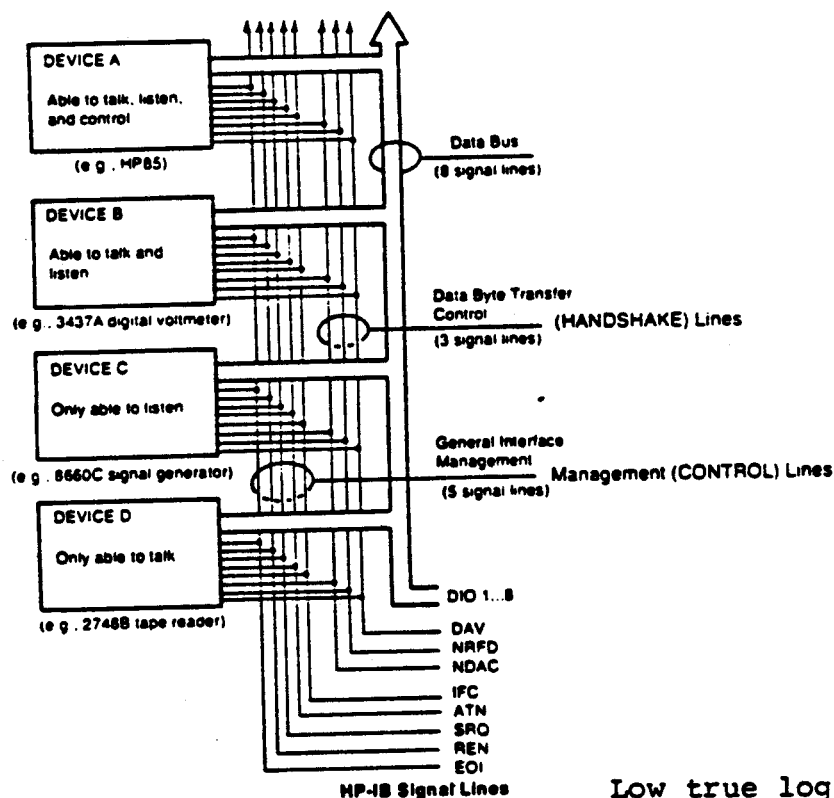 DEVICE A
Able to talk, listen,
and control
(e g , HP85)
Data Bus
(8 signal lines)
DEVICE B
Able to talk and
listen
(e g., 3437A digital voltmeter)
Data Byte Transfer
Control
(3 signal lines)
(HANDSHAKE) Lines
DEVICE C
Only able to listen
(e g . 8660C signal generator)
General Interface
Management
(5 signal lines)
Management (CONTROL) Lines
DEVICE D
Only able to talk
(e g . 2748B tape reader)
DIO 1...8
DAV
NRFD
NDAC
IFC
ATN
SRQ
REN
EOI
HP-IB Signal Lines
Low true log